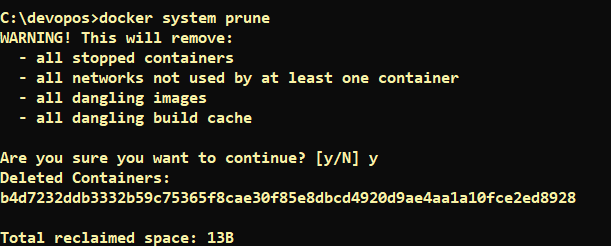 C:\devopos>docker system prune
WARNING! This will remove:
  - all stopped containers
  - all networks not used by at least one container
  - all dangling images
  - all dangling build cache

Are you sure you want to continue? [y/N] y
Deleted Containers:
b4d7232ddb3332b59c75365f8cae30f85e8dbcd4920d9ae4aa1a10fce2ed8928

Total reclaimed space: 13B